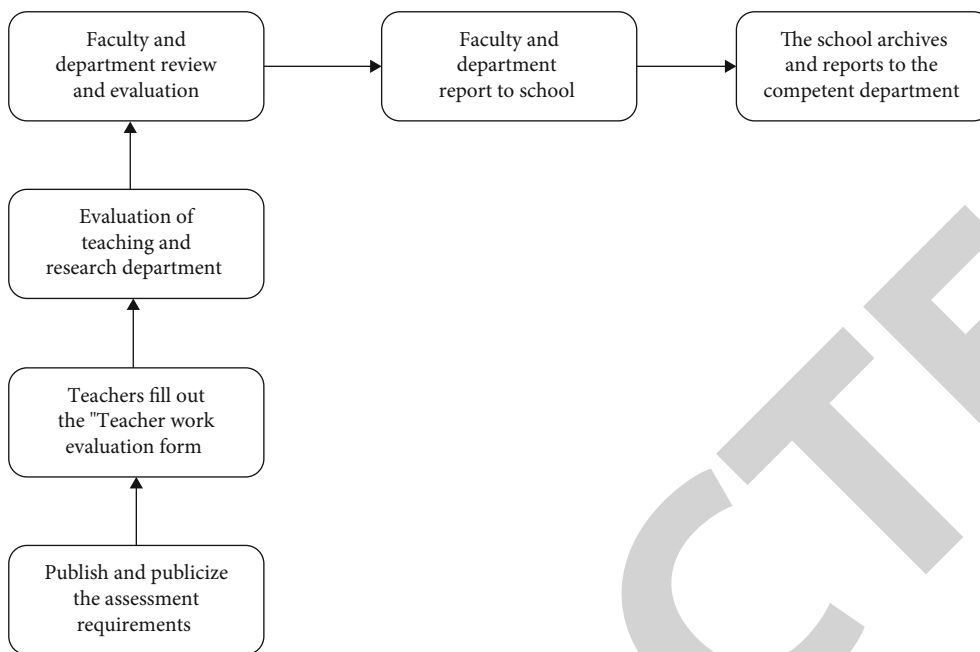 Faculty and
department review
and evaluation
Faculty and
department
report to school
The school archives
and reports to the
competent department
Evaluation of
teaching and
research department
Teachers fill out
the "Teacher work
evaluation form
Publish and publicize
the assessment
requirements
CTE